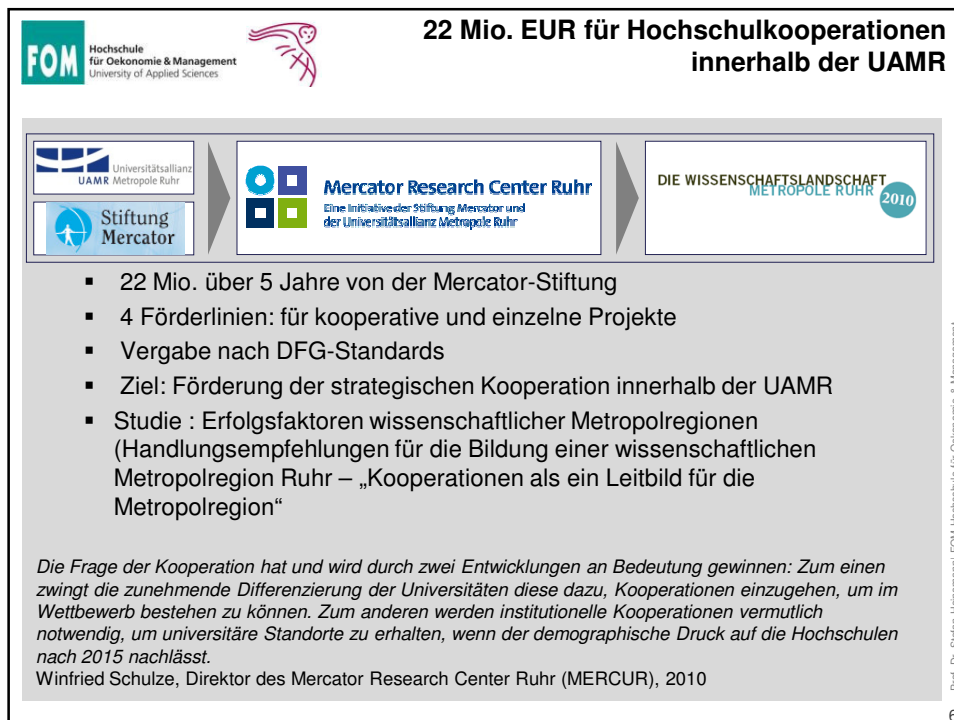 FOM
Hochschule
für Oekonomie & Management
University of Applied Sciences
22 Mio. EUR für Hochschulkooperationen
innerhalb der UAMR
Universitätsallianz
UAMR Metropole Ruhr
Stiftung
Mercator
Mercator Research Center Ruhr
Eine Initiative der Stiftung Mercator und
der Universitätsallianz Metropole Ruhr
DIE WISSENSCHAFTSLANDSCHAFT
METROPOLE RUHR
2010
▪ 22 Mio. über 5 Jahre von der Mercator-Stiftung
▪ 4 Förderlinien: für kooperative und einzelne Projekte
▪ Vergabe nach DFG-Standards
▪ Ziel: Förderung der strategischen Kooperation innerhalb der UAMR
▪ Studie : Erfolgsfaktoren wissenschaftlicher Metropolregionen
(Handlungsempfehlungen für die Bildung einer wissenschaftlichen
Metropolregion Ruhr – „Kooperationen als ein Leitbild für die
Metropolregion“
Die Frage der Kooperation hat und wird durch zwei Entwicklungen an Bedeutung gewinnen: Zum einen
zwingt die zunehmende Differenzierung der Universitäten diese dazu, Kooperationen einzugehen, um im
Wettbewerb bestehen zu können. Zum anderen werden institutionelle Kooperationen vermutlich
notwendig, um universitäre Standorte zu erhalten, wenn der demographische Druck auf die Hochschulen
nach 2015 nachlässt.
Winfried Schulze, Direktor des Mercator Research Center Ruhr (MERCUR), 2010
6